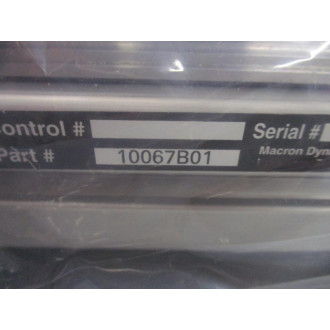 Control # Serial #
Part # 10067B01 Macron Dyn